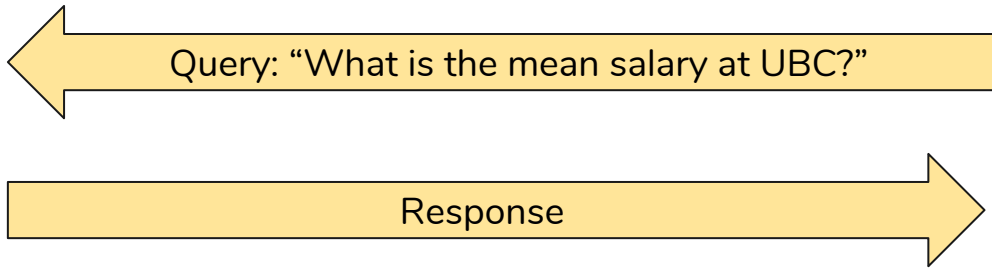 Query: “What is the mean salary at UBC?”
Response